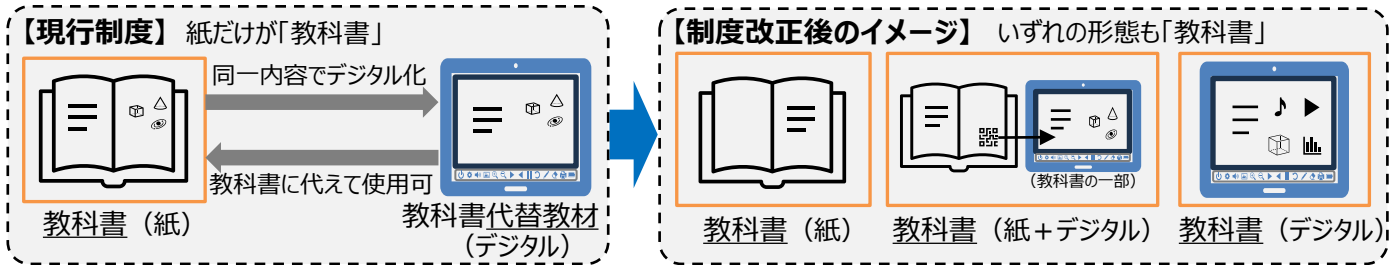 【現行制度】 紙だけが「教科書」
同一内容でデジタル化
教科書に代えて使用可
教科書（紙）
教科書代替教材
（デジタル）
【制度改正後のイメージ】 いずれの形態も「教科書」
（教科書の一部）
教科書（紙）
教科書（紙＋デジタル）
教科書（デジタル）